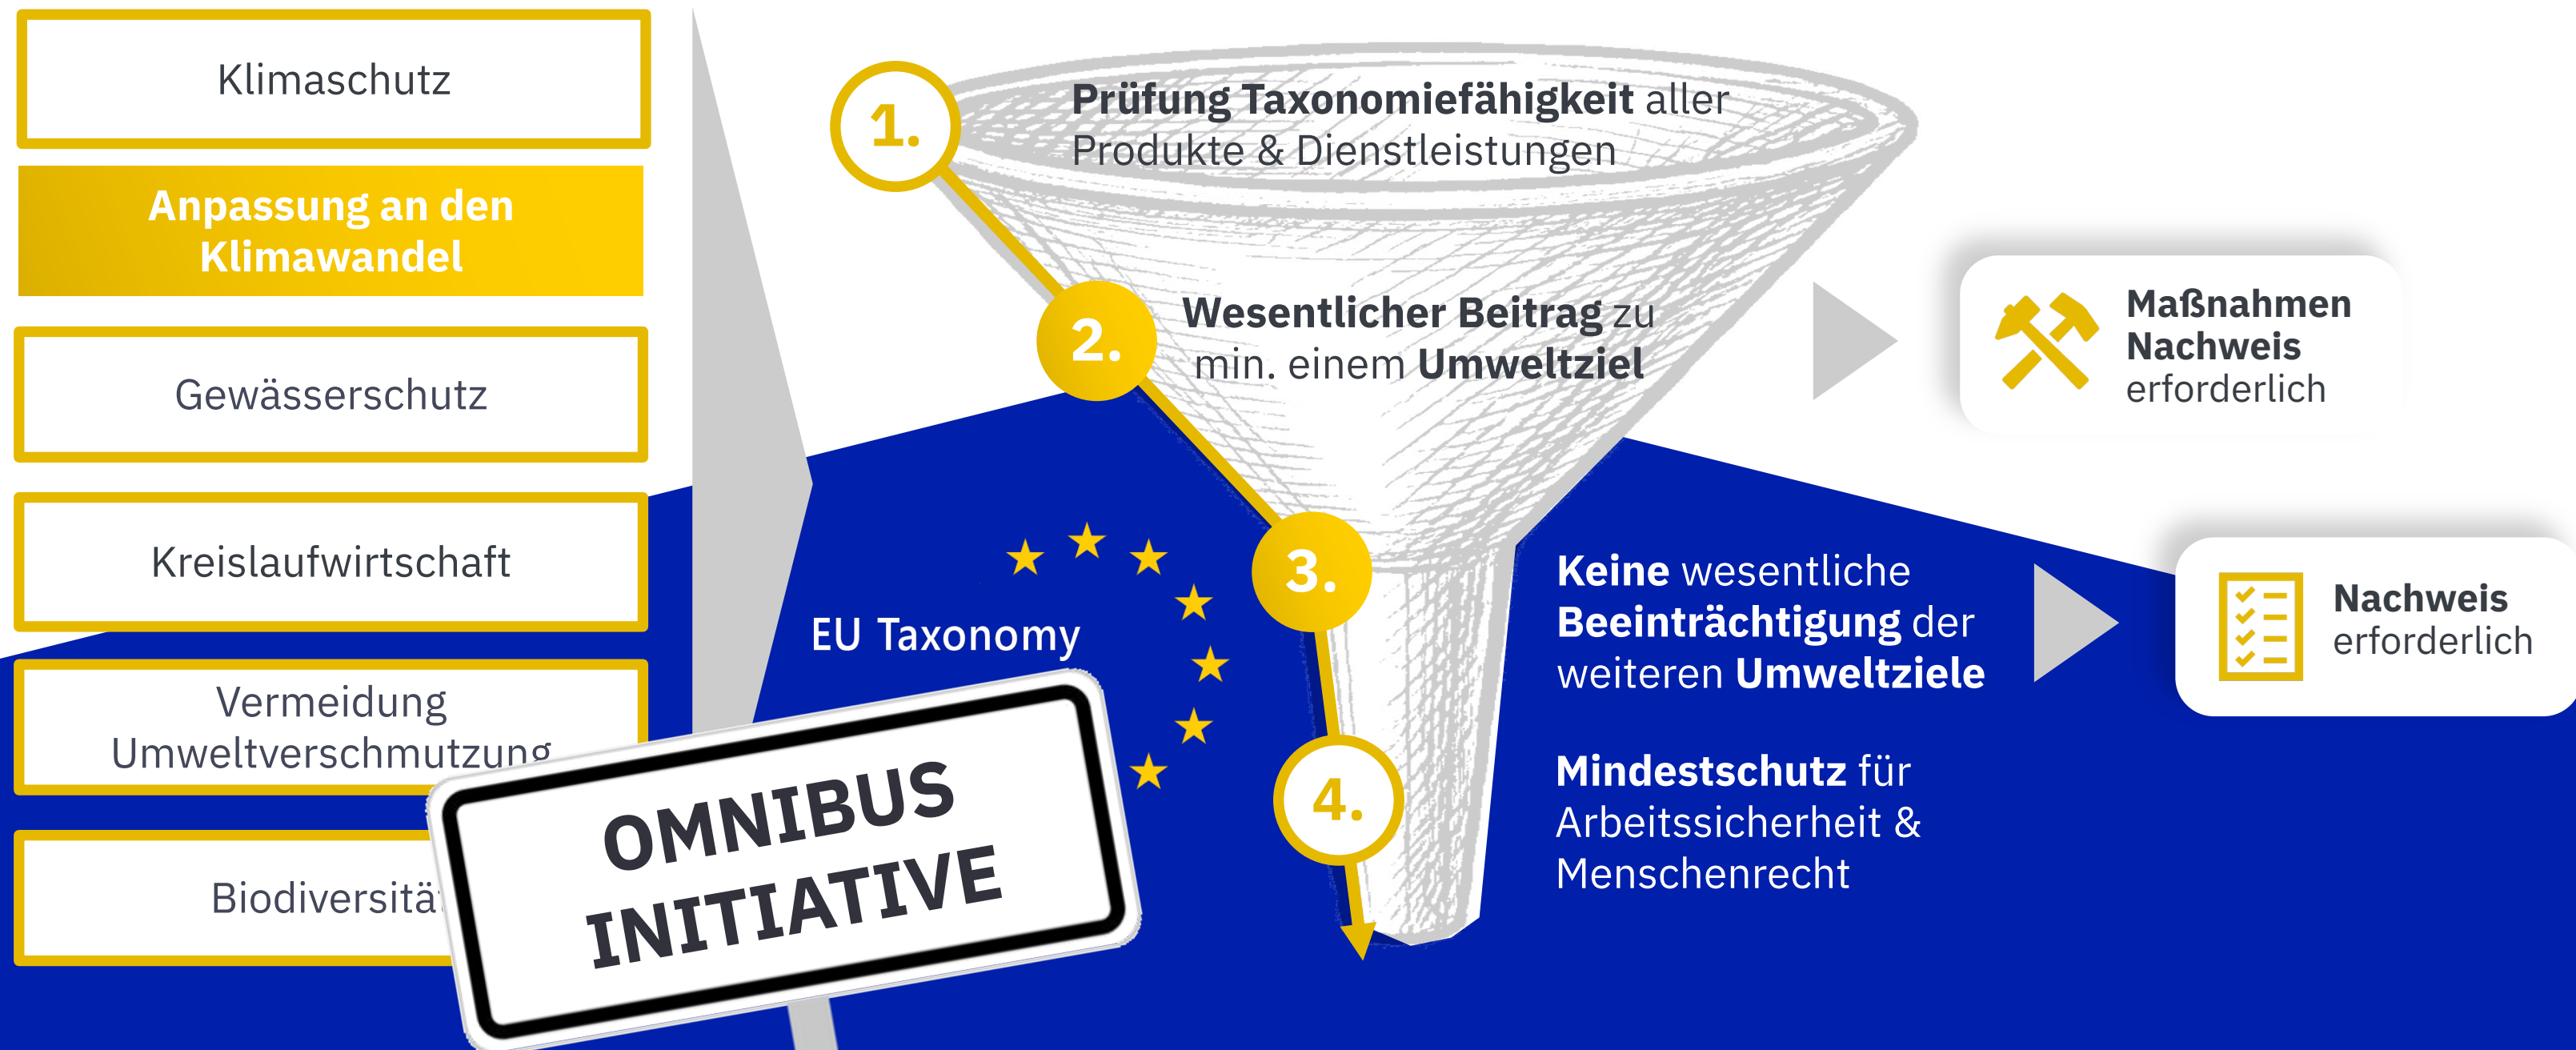 Klimaschutz
Anpassung an den
Klimawandel
Gewässerschutz
Kreislaufwirtschaft
Vermeidung
Umweltverschmutzung
Biodiversitä
1.
Prüfung Taxonomiefähigkeit aller
Produkte & Dienstleistungen
2.
Wesentlicher Beitrag zu
min. einem Umweltziel
Maßnahmen
Nachweis
erforderlich
EU Taxonomy
3.
Keine wesentliche
Beeinträchtigung der
weiteren Umweltziele
Nachweis
erforderlich
4.
Mindestschutz für
Arbeitssicherheit &
Menschenrecht
OMNIBUS
INITIATIVE